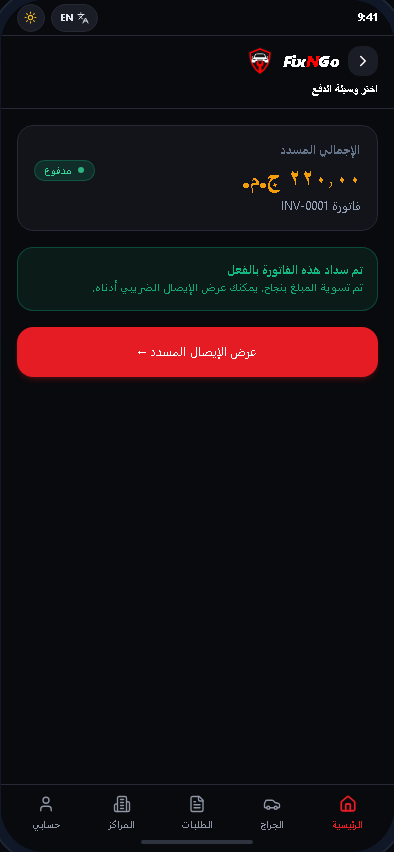 9:41
EN
FixNGo
اختر وسيلة الدفع
الإجمالي المسدد
٢٢٠,٠٠ ج.م.
مدفوع
فاتورة INV-0001
تم سداد هذه الفاتورة بالفعل
تم تسوية المبلغ بنجاح. يمكنك عرض الإيصال الضريبي أدناه.
عرض الإيصال المسدد ←
الرئيسية
الجراج
الطلبات
المراكز
حسابي